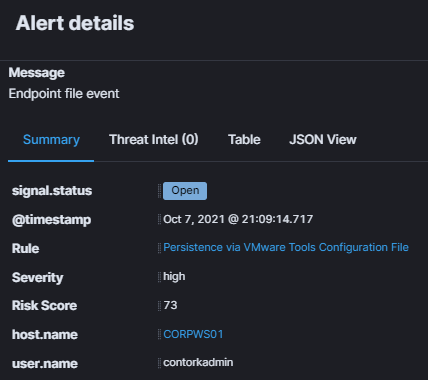 Alert details
Message
Endpoint file event
Summary Threat Intel (0) Table JSON View
signal.status Open
@timestamp Oct 7, 2021 @ 21:09:14.717
Rule Persistence via VMware Tools Configuration File
Severity high
Risk Score 73
host.name CORPWS01
user.name contorkadmin